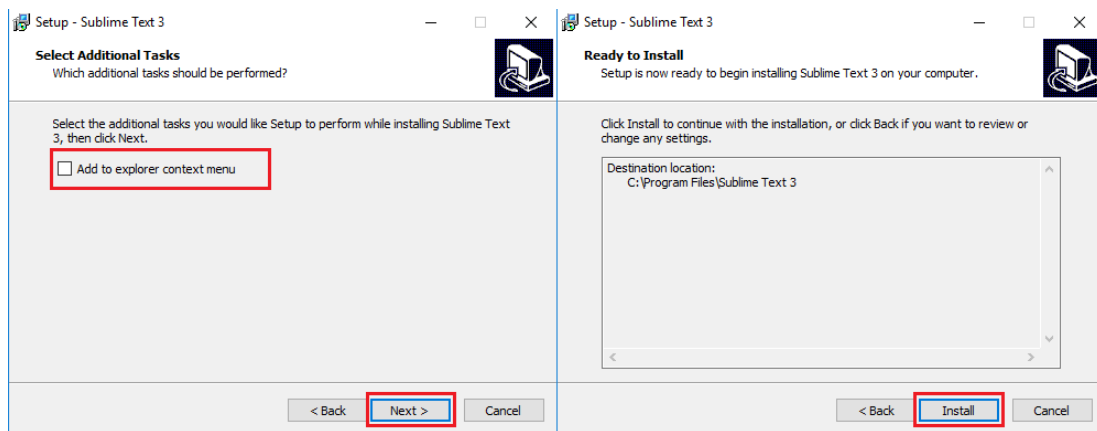 Setup - Sublime Text 3
Select Additional Tasks
Which additional tasks should be performed?
Select the additional tasks you would like Setup to perform while installing Sublime Text
3, then click Next.
Add to explorer context menu
< Back
Next >
Cancel
Setup - Sublime Text 3
Ready to Install
Setup is now ready to begin installing Sublime Text 3 on your computer.
Click Install to continue with the installation, or click Back if you want to review or
change any settings.
Destination location:
C:\Program Files\Sublime Text 3
< Back
Install
Cancel